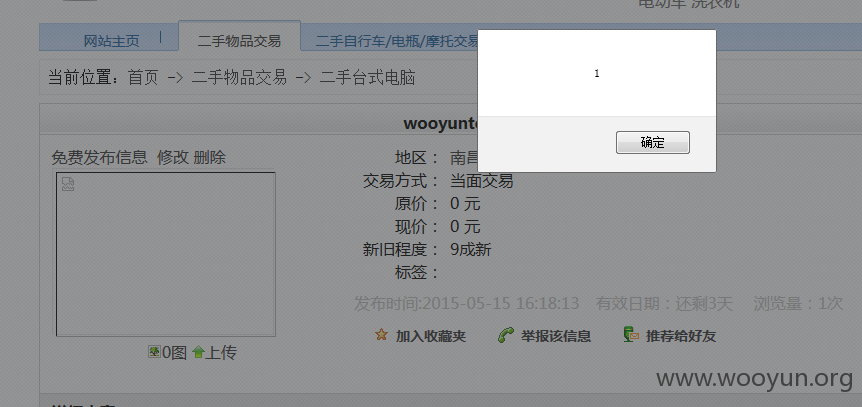 电动车 洗衣机
网站主页 二手物品交易 二手自行车/电瓶/摩托交易
当前位置：首页 -> 二手物品交易 -> 二手台式电脑
1
确定
wooyunt
免费发布信息 修改 删除
地区： 南昌
交易方式： 当面交易
原价： 0 元
现价： 0 元
新旧程度： 9成新
标签：
发布时间:2015-05-15 16:18:13 有效日期：还剩3天 浏览量：1次
加入收藏夹 举报该信息 推荐给好友
0图 上传
www.wooyun.org